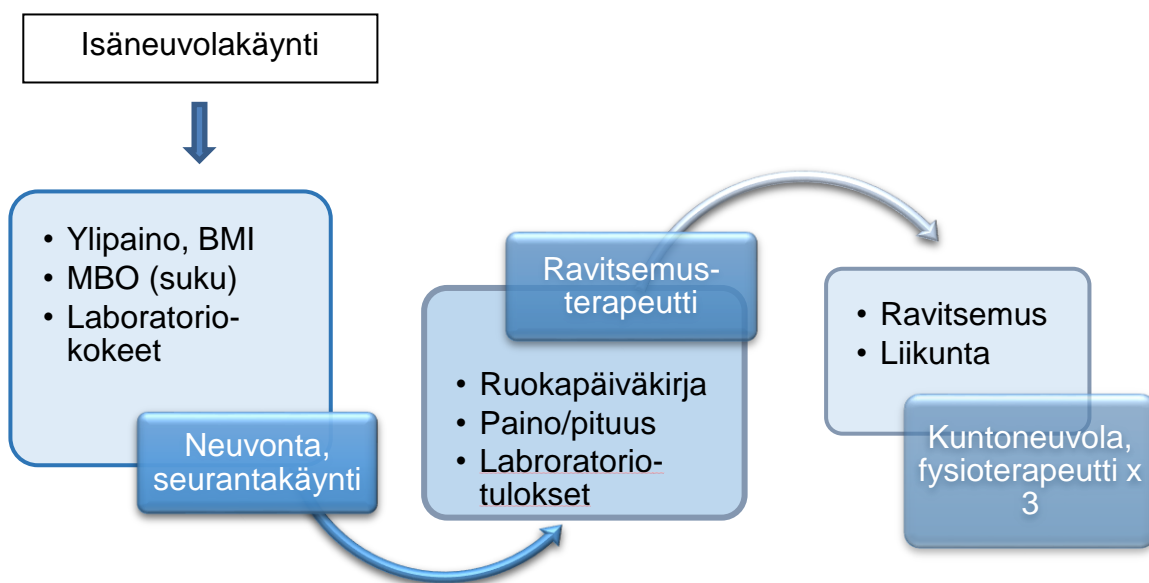 Isäneuvolakäynti
• Ylipaino, BMI
• MBO (suku)
• Laboratorio-
kokeet
Neuvonta,
seurantakäynti
Ravitsemus-
terapeutti
• Ruokapäiväkirja
• Paino/pituus
• Labroratorio-
tulokset
• Ravitsemus
• Liikunta
Kuntoneuvola,
fysioterapeutti x
3